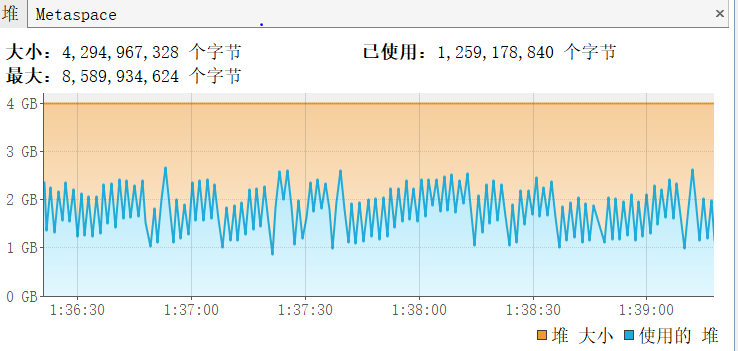 堆 Metaspace ×
大小: 4,294,967,328 个字节 已使用: 1,259,178,840 个字节
最大: 8,589,934,624 个字节
4 GB
3 GB
2 GB
1 GB
0 GB
1:36:30 1:37:00 1:37:30 1:38:00 1:38:30 1:39:00
堆 大小 使用的 堆